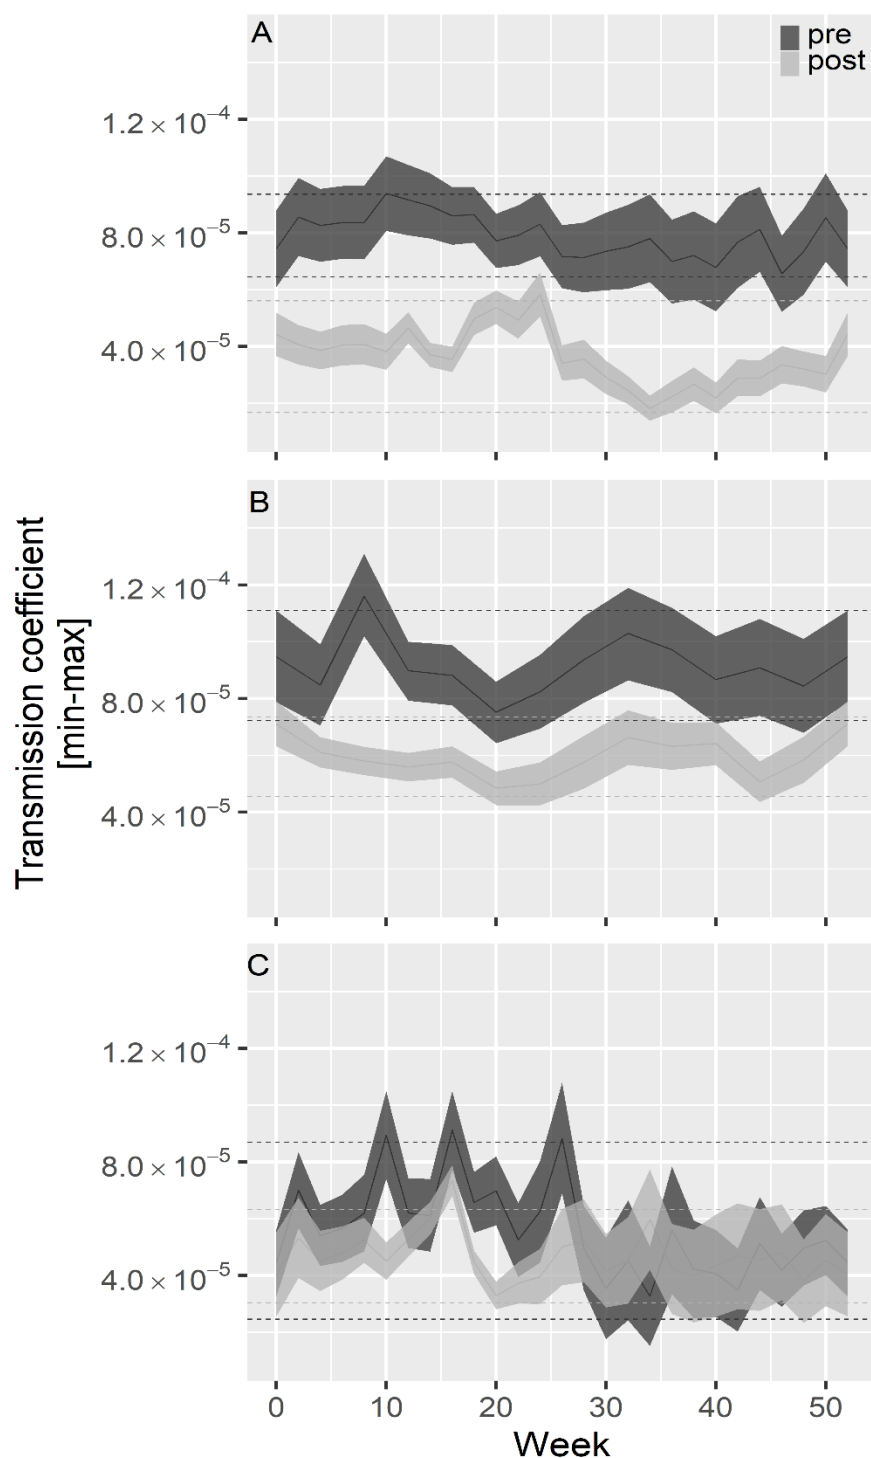 A
pre
post
1.2 × 10⁻⁴
8.0 × 10⁻⁵
4.0 × 10⁻⁵
B
1.2 × 10⁻⁴
8.0 × 10⁻⁵
4.0 × 10⁻⁵
Transmission coefficient
[min-max]
C
1.2 × 10⁻⁴
8.0 × 10⁻⁵
4.0 × 10⁻⁵
0 10 20 30 40 50
Week